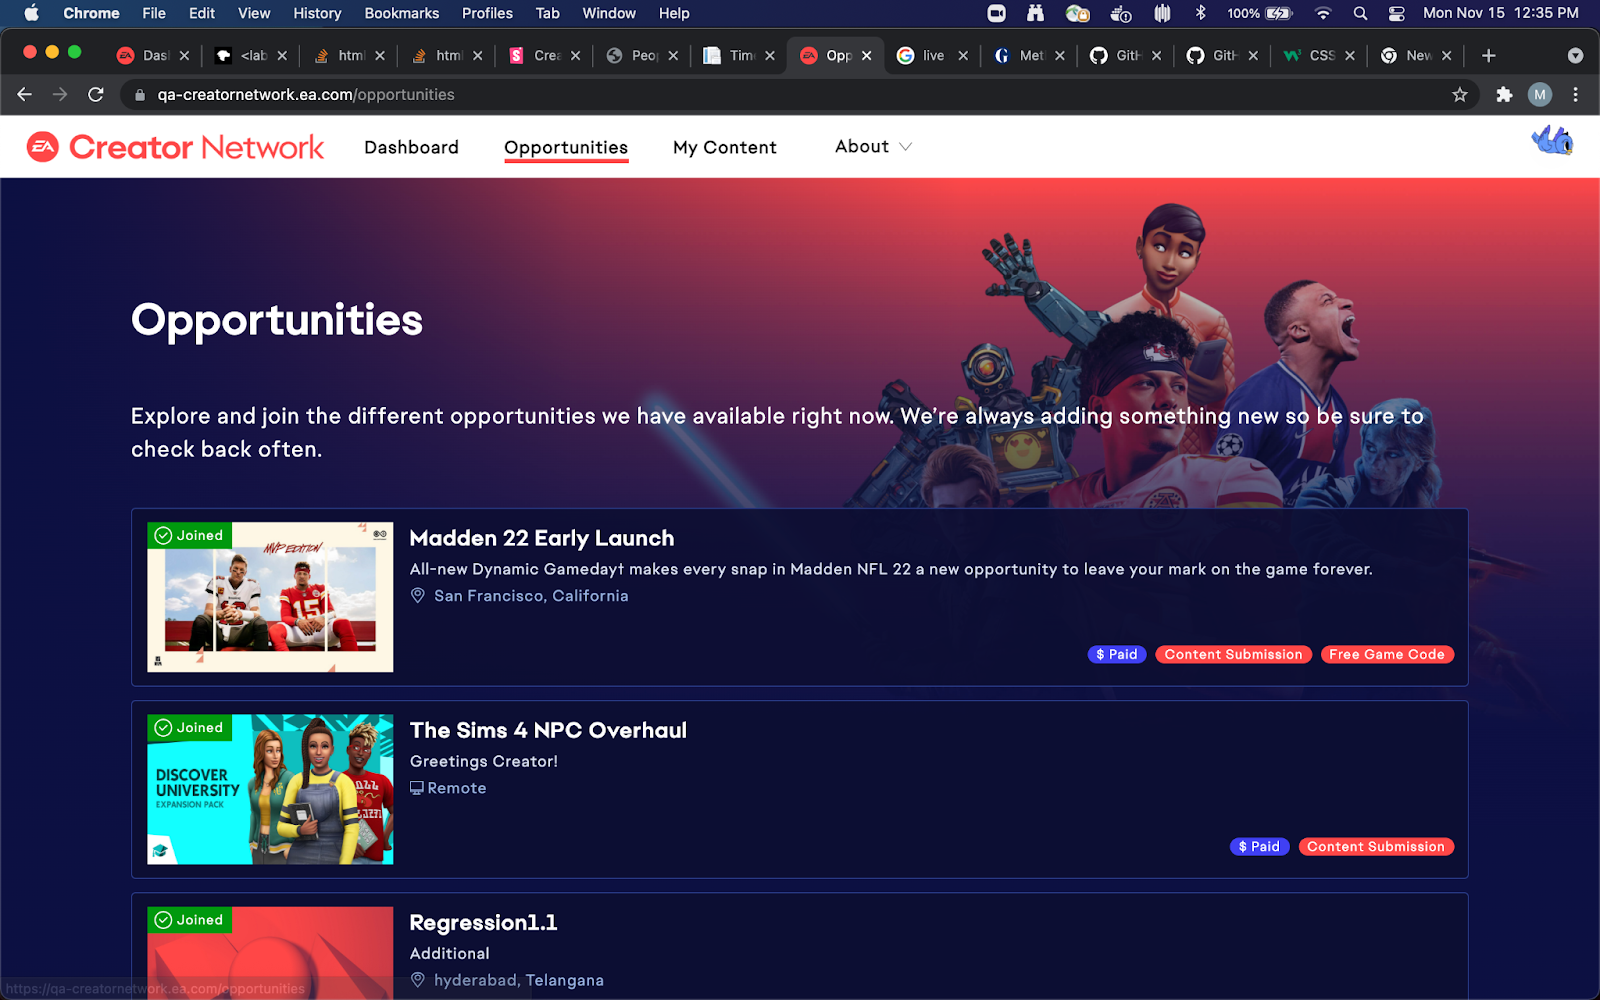 Chrome File Edit View History Bookmarks Profiles Tab Window Help 100% Mon Nov 15 12:35 PM
Dasl <lab html html Crea Peop Time Opp live Meti GitH GitH CSS New
qa-creatornetwork.ea.com/opportunities M
EA Creator Network Dashboard Opportunities My Content About
Opportunities
Explore and join the different opportunities we have available right now. We’re always adding something new so be sure to
check back often.
Joined
MVP EDITION
15
Madden 22 Early Launch
All-new Dynamic Gameday† makes every snap in Madden NFL 22 a new opportunity to leave your mark on the game forever.
San Francisco, California
$ Paid Content Submission Free Game Code
Joined
DISCOVER
UNIVERSITY
EXPANSION PACK
The Sims 4 NPC Overhaul
Greetings Creator!
Remote
$ Paid Content Submission
Joined
Regression1.1
Additional
hyderabad, Telangana
https://qa-creatornetwork.ea.com/opportunities